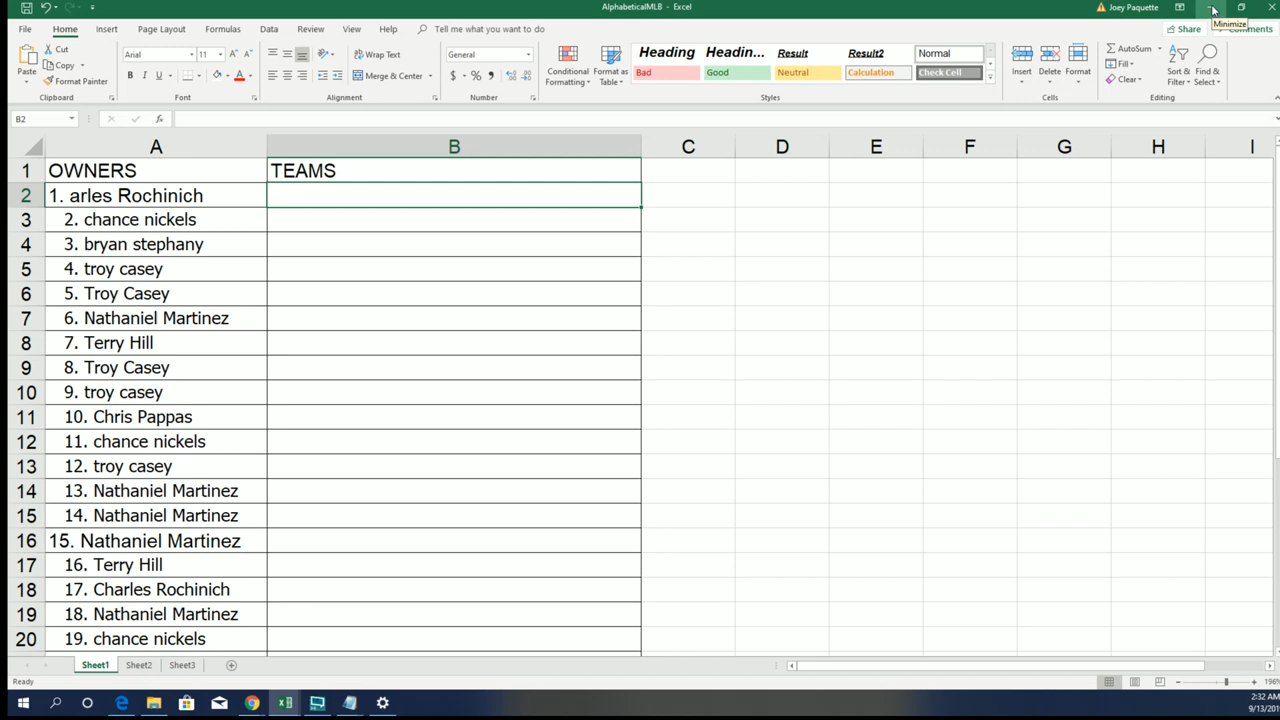 AlphabeticalMLB - Excel
Joey Paquette
Minimize
File Home Insert Page Layout Formulas Data Review View Help Tell me what you want to do
Share Comments
Paste
Cut
Copy
Format Painter
Clipboard
Arial 11
B I U
Font
Wrap Text
Merge & Center
Alignment
General
$ % ,
Number
Conditional Formatting
Format as Table
Heading Headin... Result Result2 Normal
Bad Good Neutral Calculation Check Cell
Styles
Insert Delete Format
Cells
AutoSum
Fill
Clear
Sort & Filter
Find & Select
Editing
B2
fx
A B C D E F G H I
1 OWNERS TEAMS
2 1. arles Rochinich
3 2. chance nickels
4 3. bryan stephany
5 4. troy casey
6 5. Troy Casey
7 6. Nathaniel Martinez
8 7. Terry Hill
9 8. Troy Casey
10 9. troy casey
11 10. Chris Pappas
12 11. chance nickels
13 12. troy casey
14 13. Nathaniel Martinez
15 14. Nathaniel Martinez
16 15. Nathaniel Martinez
17 16. Terry Hill
18 17. Charles Rochinich
19 18. Nathaniel Martinez
20 19. chance nickels
Sheet1 Sheet2 Sheet3
Ready
196%
2:32 AM